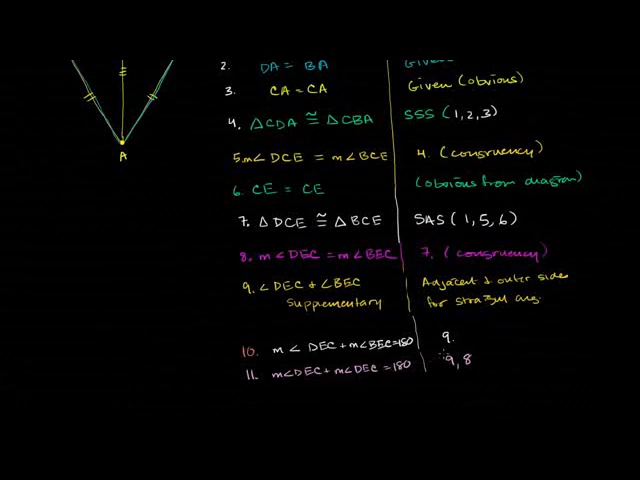 2. DA = BA
3. CA = CA Given (obvious)
4. △CDA ≅ △CBA SSS (1,2,3)
5. m∠DCE = m∠BCE 4. (congruency)
6. CE = CE (obvious from diagram)
7. △DCE ≅ △BCE SAS (1,5,6)
8. m∠DEC = m∠BEC 7. (congruency)
9. ∠DEC & ∠BEC Adjacent & outer sides
Supplementary for straight ang.
10. m∠DEC + m∠BEC = 180 9.
11. m∠DEC + m∠DEC = 180 9, 8
A